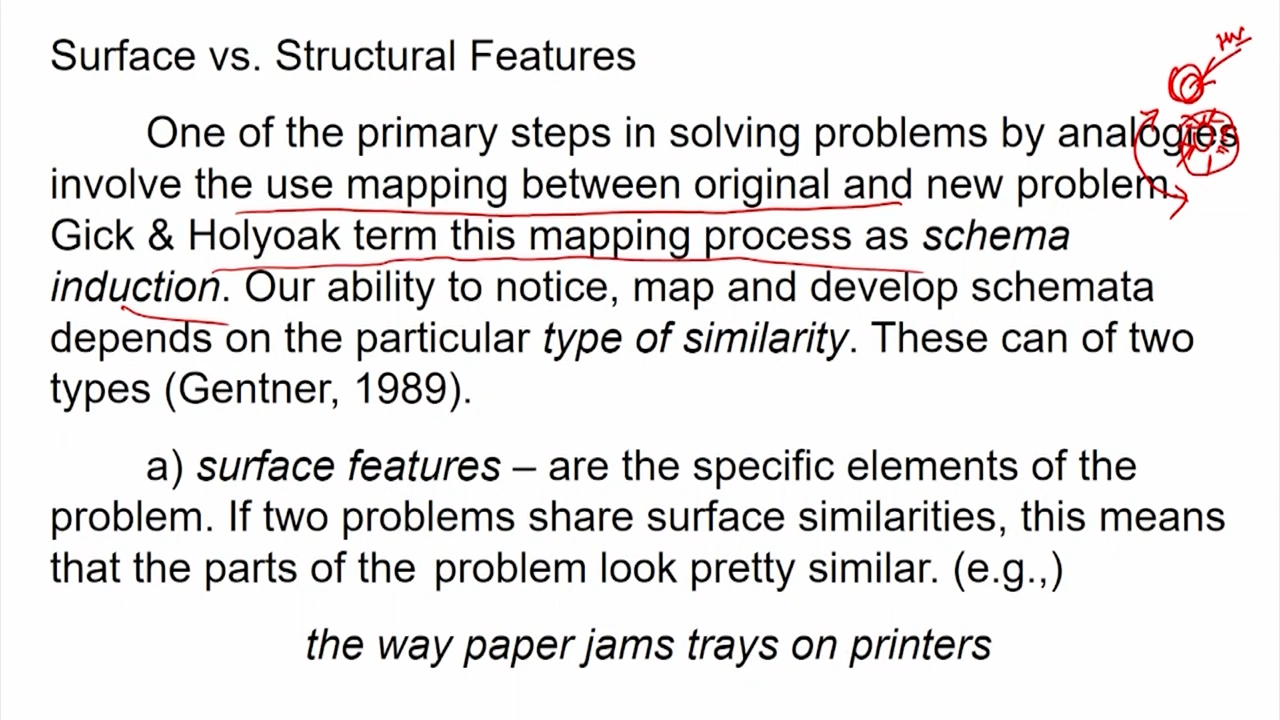 Surface vs. Structural Features
One of the primary steps in solving problems by analogies
involve the use mapping between original and new problem.
Gick & Holyoak term this mapping process as schema
induction. Our ability to notice, map and develop schemata
depends on the particular type of similarity. These can of two
types (Gentner, 1989).
a) surface features – are the specific elements of the
problem. If two problems share surface similarities, this means
that the parts of the problem look pretty similar. (e.g.,)
the way paper jams trays on printers